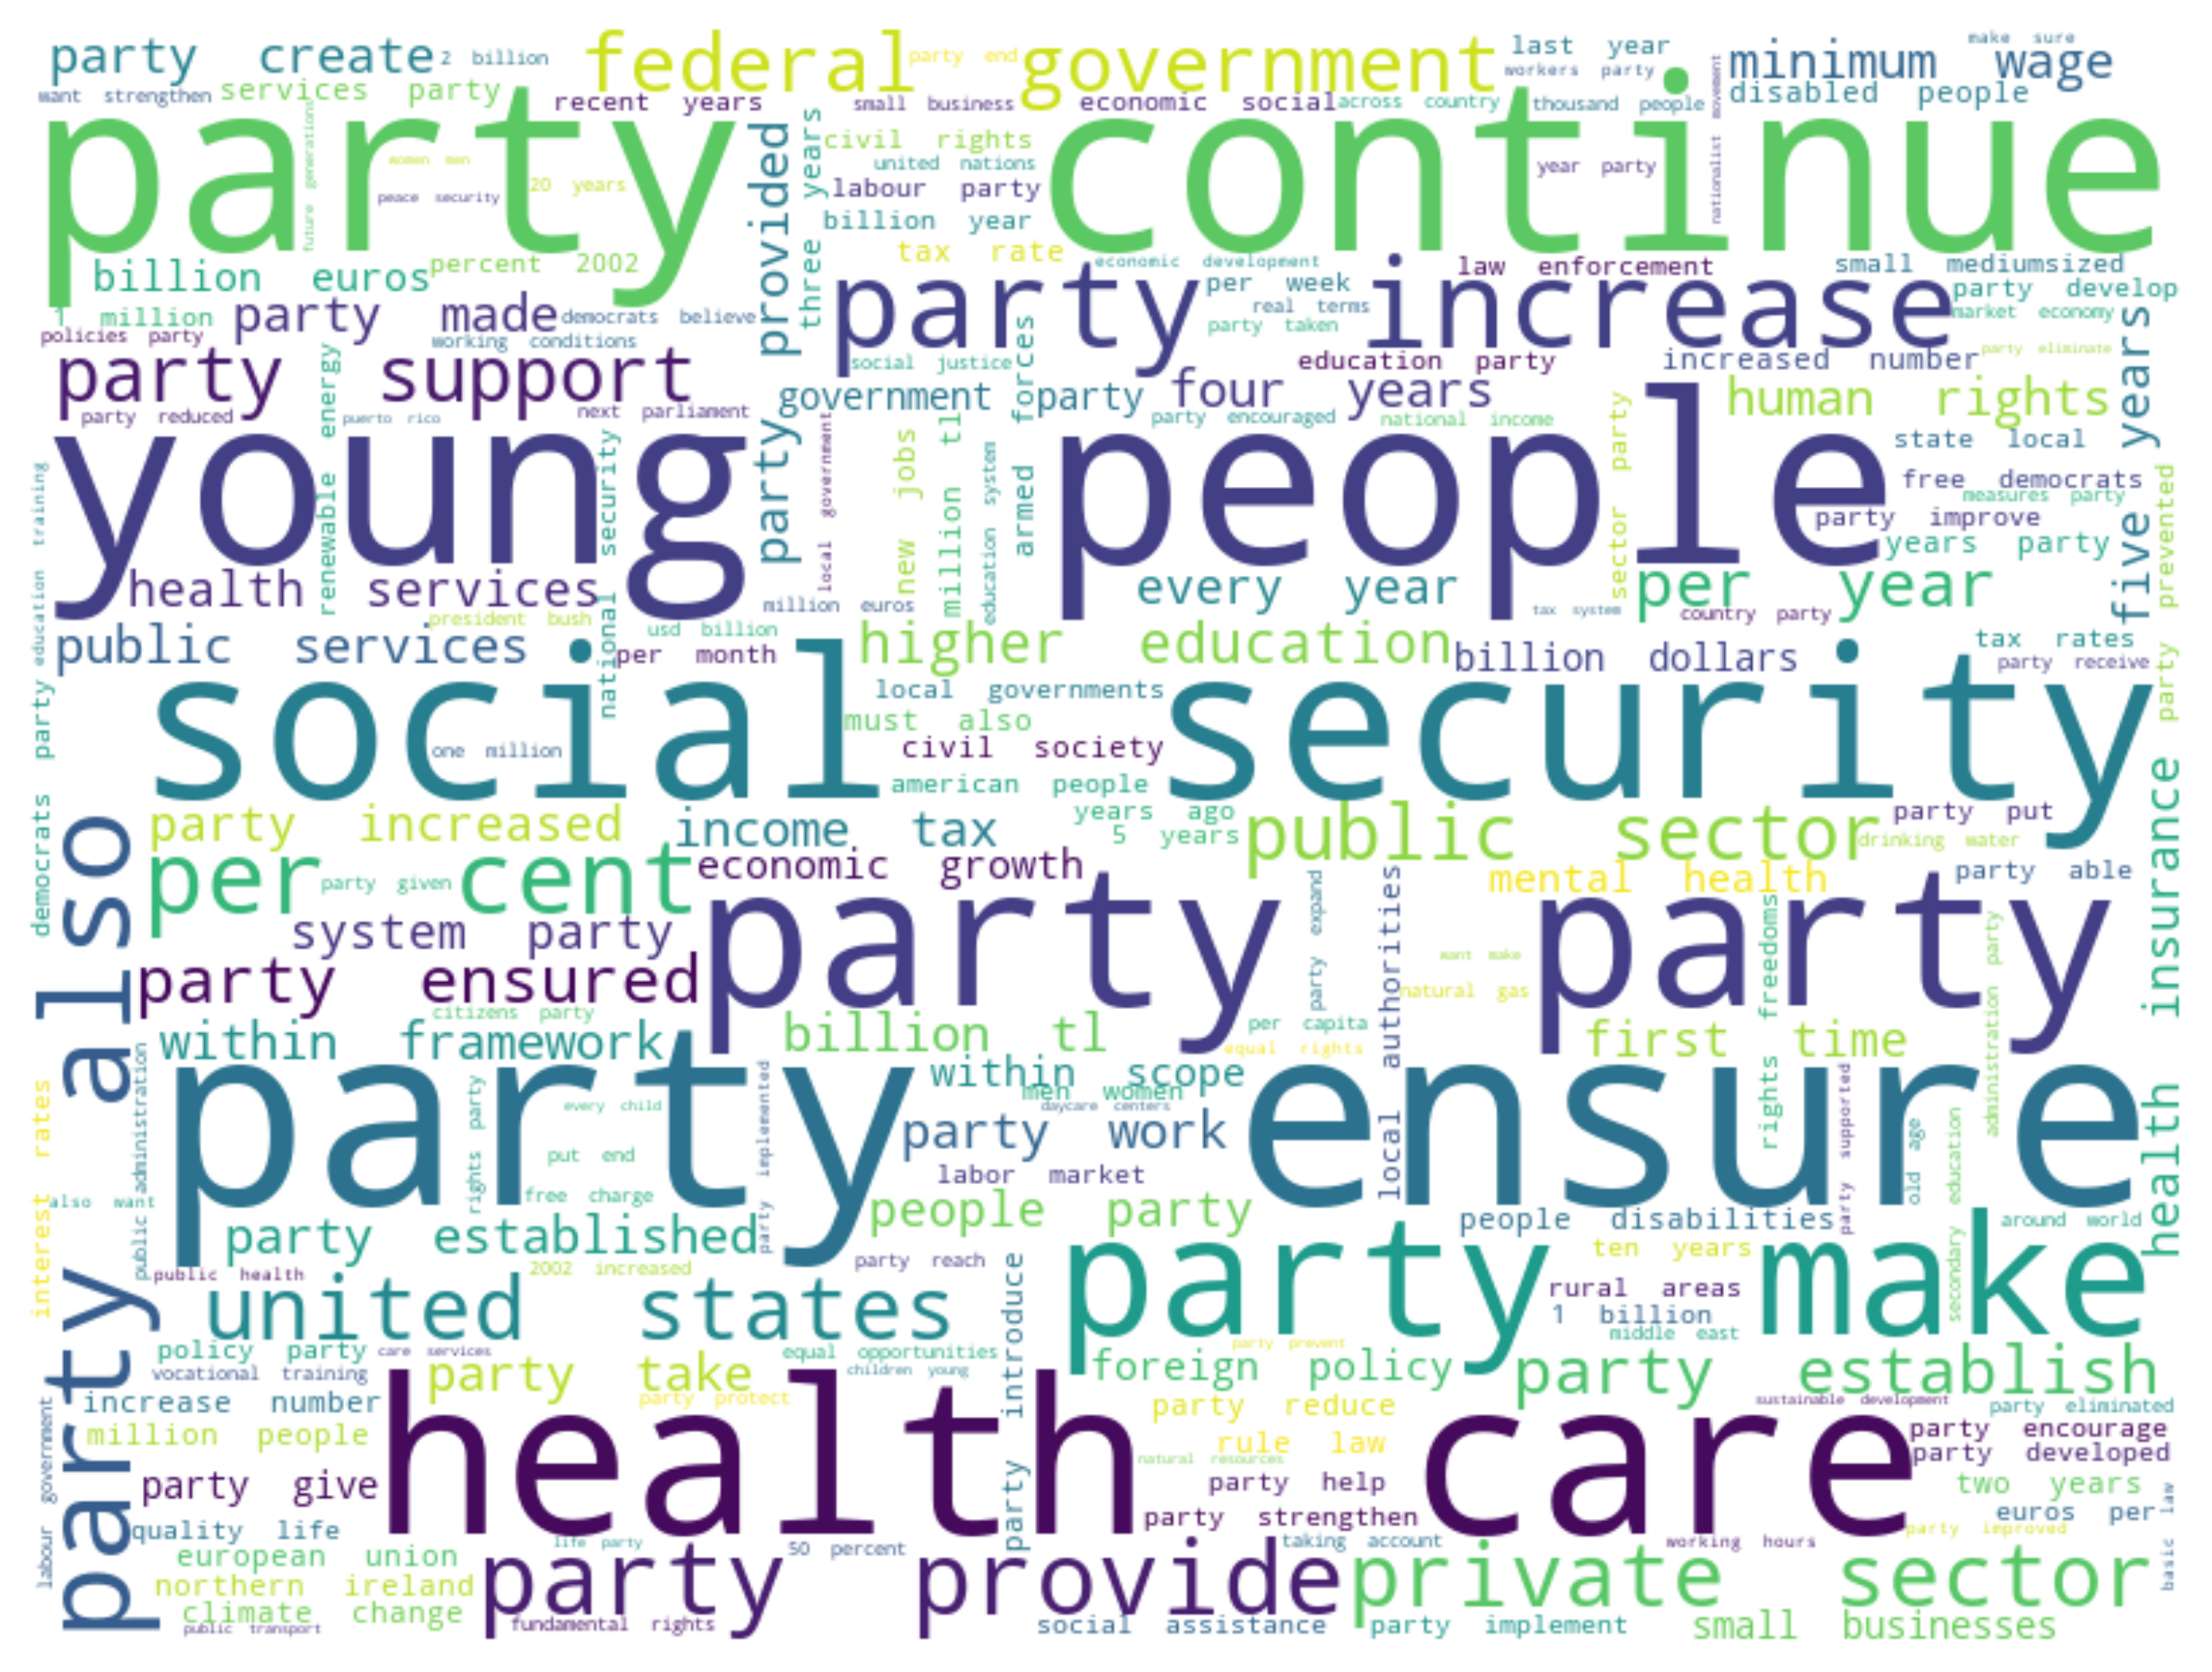 party create
2 billion
federal government
party end
last year
make sure
minimum wage
workers party
want strengthen
services party
recent years
small business
economic social
across country
thousand people
disabled people
nationalist movement
party continue
future generations
women men
peace security
20 years
party provided
three years
civil rights
united nations
labour party
billion year
year party
tax rate
percent 2002
billion euros
economic development
law enforcement
small mediumsized
party increase
per week
real terms
party taken
party develop
market economy
1 million
party made
democrats believe
policies party
working conditions
party support
social justice
education party
increased number
party eliminate
five years
party reduced
puerto rico
next parliament
renewable energy
government party
four years
human rights
armed forces
party encouraged
national income
sector party
state local
young people
local government
new jobs
million tl
education system
free democrats
measures party
party improve
years party
party prevented
national security
education training
health services
every year
per year
million euros
tax system
country party
president bush
usd billion
public services
per month
higher education
billion dollars
tax rates
party receive
social security
local governments
must also
one million
civil society
american people
democrats party
party also
party increased
income tax
years ago
5 years
public sector
party put
drinking water
health insurance
per cent
party given
economic growth
mental health
party able
system party
party expand
local authorities
party party
rights freedoms
administration party
want make
natural gas
party ensured
citizens party
within framework
billion tl
per capita
equal rights
first time
party ensure
within scope
men women
daycare centers
every child
rights party
party implemented
public administration
interest rates
put end
party work
party supported
old age
secondary education
labor market
also want
free charge
people party
party established
people disabilities
around world
party make
ten years
party reach
public health
2002 increased
united states
party introduce
rural areas
1 billion
middle east
policy party
care services
equal opportunities
party prevent
vocational training
party take
children young
foreign policy
party establish
health care
increase number
party protect
party reduce
sustainable development
party eliminated
labour government
million people
rule law
party encourage
natural resources
party developed
party give
party help
two years
party strengthen
euros per
basic law
quality life
life party
50 percent
taking account
working hours
party improved
european union
party provide
private sector
northern ireland
climate change
public transport
fundamental rights
social assistance
party implement
small businesses